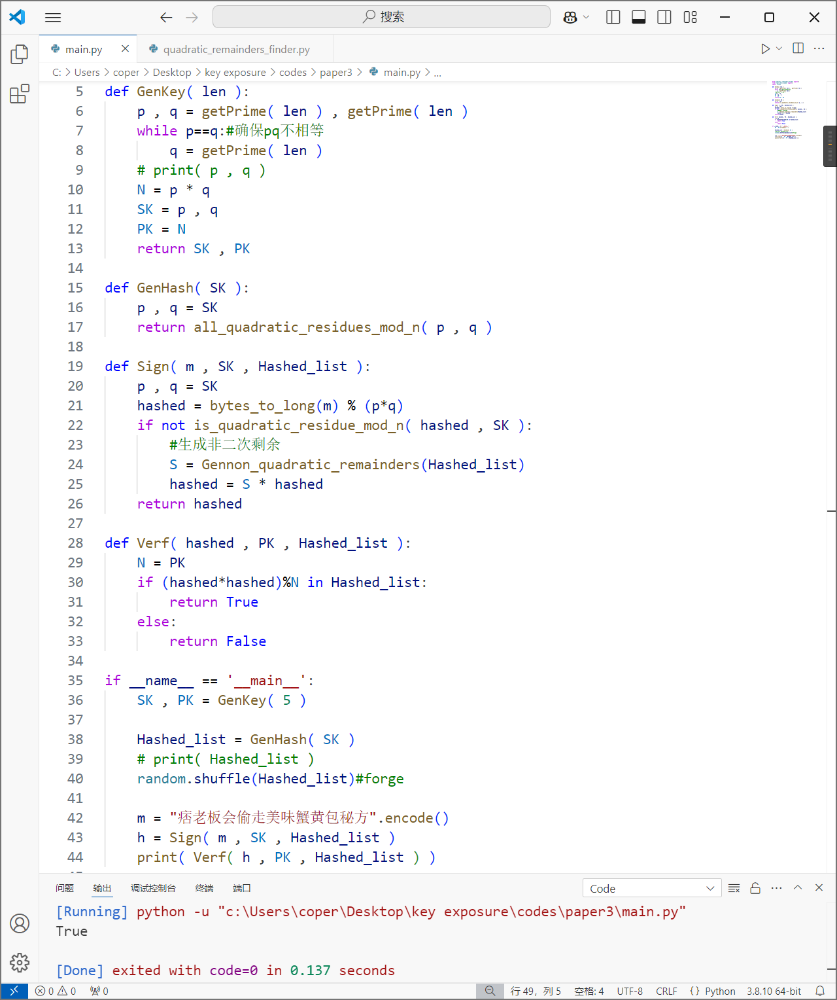 搜索
main.py
quadratic_remainders_finder.py
C: > Users > coper > Desktop > key exposure > codes > paper3 > main.py > ...
5 def GenKey( len ):
6 p , q = getPrime( len ) , getPrime( len )
7 while p==q:#确保pq不相等
8 q = getPrime( len )
9 # print( p , q )
10 N = p * q
11 SK = p , q
12 PK = N
13 return SK , PK
14
15 def GenHash( SK ):
16 p , q = SK
17 return all_quadratic_residues_mod_n( p , q )
18
19 def Sign( m , SK , Hashed_list ):
20 p , q = SK
21 hashed = bytes_to_long(m) % (p*q)
22 if not is_quadratic_residue_mod_n( hashed , SK ):
23 #生成非二次剩余
24 S = Gennon_quadratic_remainders(Hashed_list)
25 hashed = S * hashed
26 return hashed
27
28 def Verf( hashed , PK , Hashed_list ):
29 N = PK
30 if (hashed*hashed)%N in Hashed_list:
31 return True
32 else:
33 return False
34
35 if __name__ == '__main__':
36 SK , PK = GenKey( 5 )
37
38 Hashed_list = GenHash( SK )
39 # print( Hashed_list )
40 random.shuffle(Hashed_list)#forge
41
42 m = "痞老板会偷走美味蟹黄包秘方".encode()
43 h = Sign( m , SK , Hashed_list )
44 print( Verf( h , PK , Hashed_list ) )
问题 输出 调试控制台 终端 端口 Code
[Running] python -u "c:\Users\coper\Desktop\key exposure\codes\paper3\main.py"
True
[Done] exited with code=0 in 0.137 seconds
0 0 0 行 49，列 5 空格: 4 UTF-8 CRLF {} Python 3.8.10 64-bit